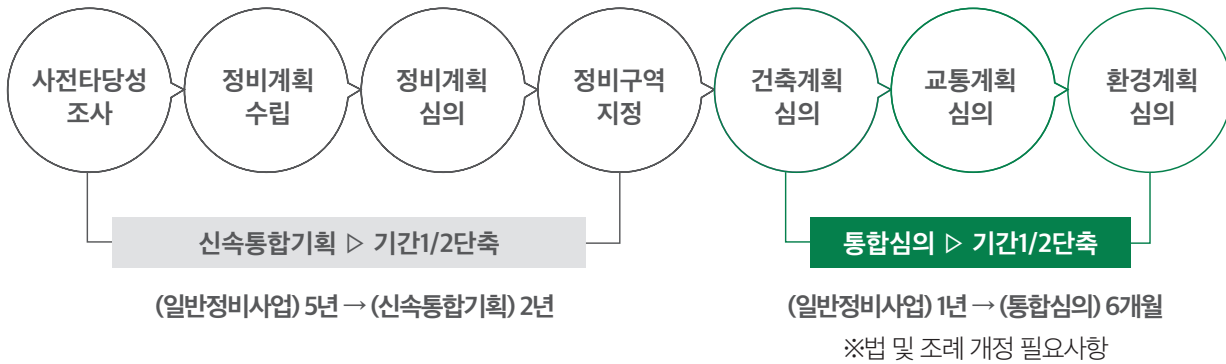 사전타당성
조사
정비계획
수립
정비계획
심의
정비구역
지정
건축계획
심의
교통계획
심의
환경계획
심의
신속통합기획 ▷ 기간1/2단축
통합심의 ▷ 기간1/2단축
(일반정비사업) 5년 → (신속통합기획) 2년
(일반정비사업) 1년 → (통합심의) 6개월
※법 및 조례 개정 필요사항